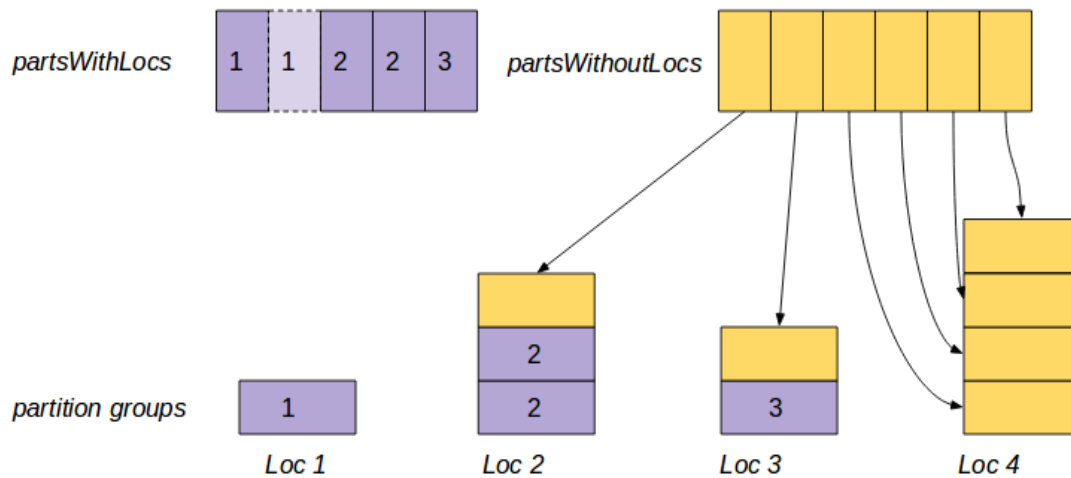 partsWithLocs 1 1 2 2 3 partsWithoutLocs
2
partition groups 1 2 3
Loc 1 Loc 2 Loc 3 Loc 4